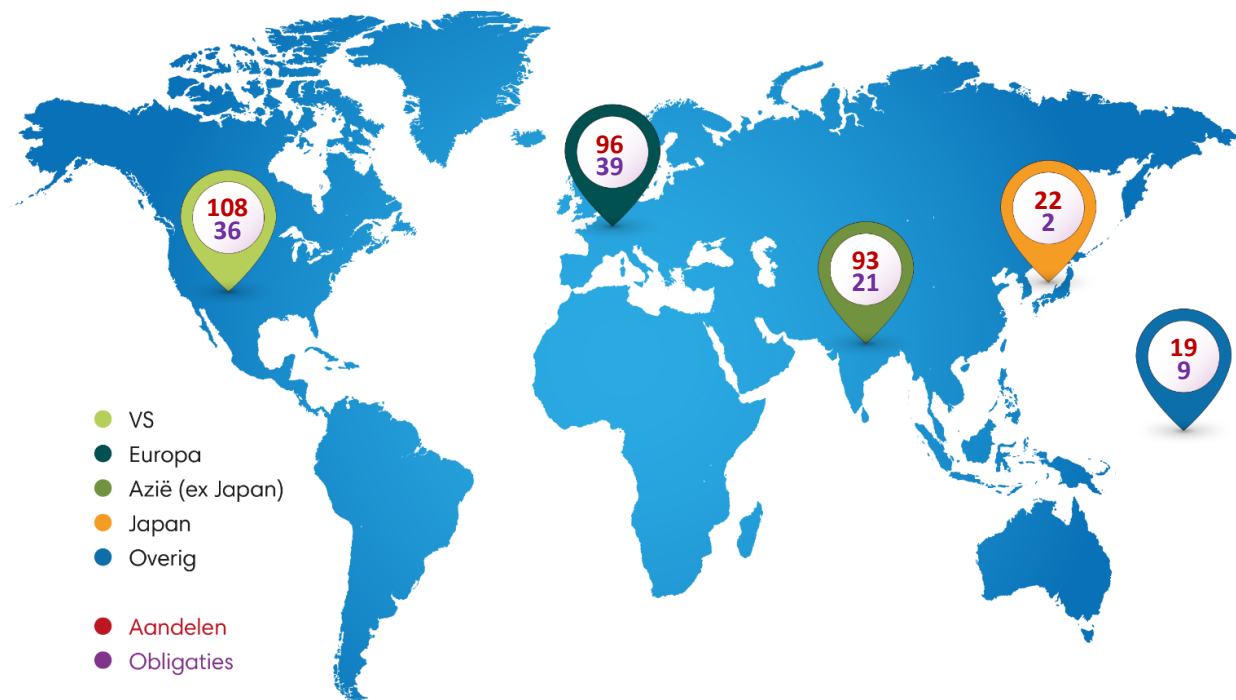 96
39
108
36
22
2
93
21
19
9
VS
Europa
Azië (ex Japan)
Japan
Overig
Aandelen
Obligaties